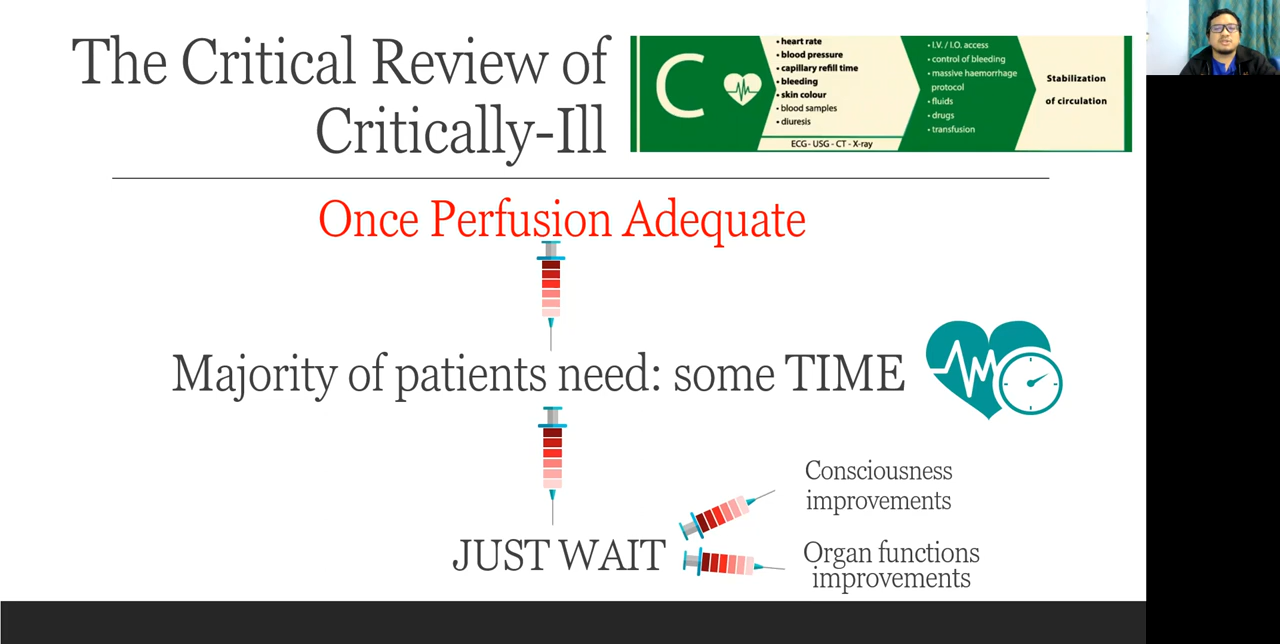 The Critical Review of
Critically-Ill
C
• heart rate
• blood pressure
• capillary refill time
• bleeding
• skin colour
• blood samples
• diuresis
ECG - USG - CT - X-ray
• I.V. / I.O. access
• control of bleeding
• massive haemorrhage
protocol
• fluids
• drugs
• transfusion
Stabilization
of circulation
Once Perfusion Adequate
Majority of patients need: some TIME
JUST WAIT
Consciousness
improvements
Organ functions
improvements